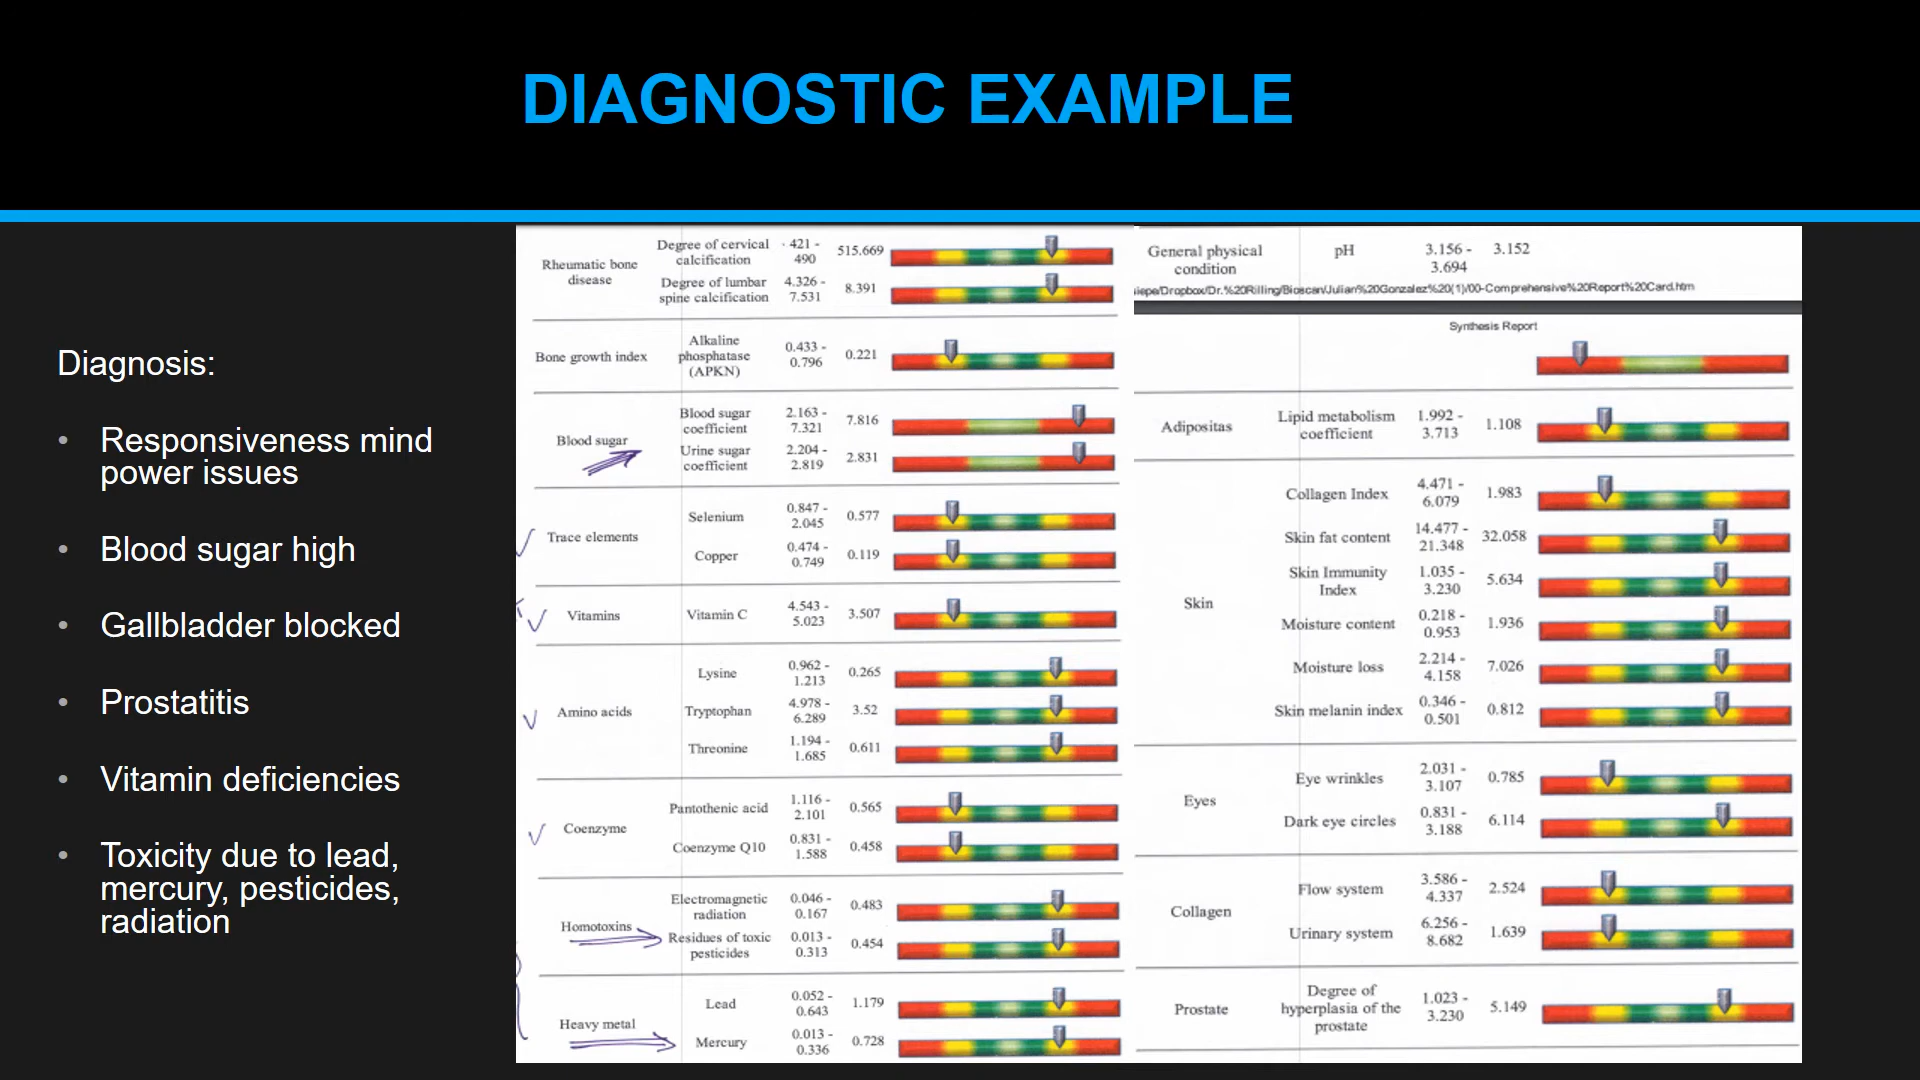 DIAGNOSTIC EXAMPLE
Diagnosis:
• Responsiveness mind
power issues
• Blood sugar high
• Gallbladder blocked
• Prostatitis
• Vitamin deficiencies
• Toxicity due to lead,
mercury, pesticides,
radiation
Rheumatic bone
disease
Degree of cervical
calcification
421 -
490
515.669
Degree of lumbar
spine calcification
4.326 -
7.531
8.391
Bone growth index
Alkaline
phosphatase
(APKN)
0.433 -
0.796
0.221
Blood sugar
Blood sugar
coefficient
2.163 -
7.321
7.816
Urine sugar
coefficient
2.204 -
2.819
2.831
Trace elements
Selenium
0.847 -
2.045
0.577
Copper
0.474 -
0.749
0.119
Vitamins
Vitamin C
4.543 -
5.023
3.507
Amino acids
Lysine
0.962 -
1.213
0.265
Tryptophan
4.978 -
6.289
3.52
Threonine
1.194 -
1.685
0.611
Coenzyme
Pantothenic acid
1.116 -
2.101
0.565
Coenzyme Q10
0.831 -
1.588
0.458
Homotoxins
Electromagnetic
radiation
0.046 -
0.167
0.483
Residues of toxic
pesticides
0.013 -
0.313
0.454
Heavy metal
Lead
0.052 -
0.643
1.179
Mercury
0.013 -
0.336
0.728
General physical
condition
pH
3.156 -
3.694
3.152
iepe/Dropbox/Dr.%20Rilling/Bioscan/Julian%20Gonzalez%20(1)/00-Comprehensive%20Report%20Card.htm
Synthesis Report
Adipositas
Lipid metabolism
coefficient
1.992 -
3.713
1.108
Skin
Collagen Index
4.471 -
6.079
1.983
Skin fat content
14.477 -
21.348
32.058
Skin Immunity
Index
1.035 -
3.230
5.634
Moisture content
0.218 -
0.953
1.936
Moisture loss
2.214 -
4.158
7.026
Skin melanin index
0.346 -
0.501
0.812
Eyes
Eye wrinkles
2.031 -
3.107
0.785
Dark eye circles
0.831 -
3.188
6.114
Collagen
Flow system
3.586 -
4.337
2.524
Urinary system
6.256 -
8.682
1.639
Prostate
Degree of
hyperplasia of the
prostate
1.023 -
3.230
5.149